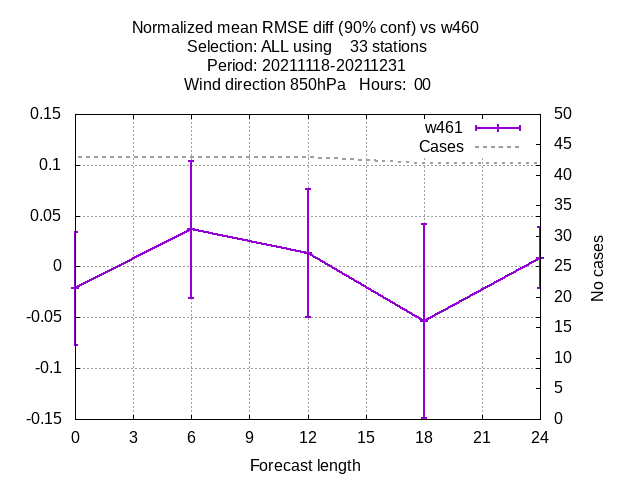 Normalized mean RMSE diff (90% conf) vs w460
Selection: ALL using    33 stations
Period: 20211118-20211231
Wind direction 850hPa   Hours:  00
w461
Cases
0.15
0.1
0.05
0
-0.05
-0.1
-0.15
50
45
40
35
30
25
20
15
10
5
0
No cases
0 3 6 9 12 15 18 21 24
Forecast length